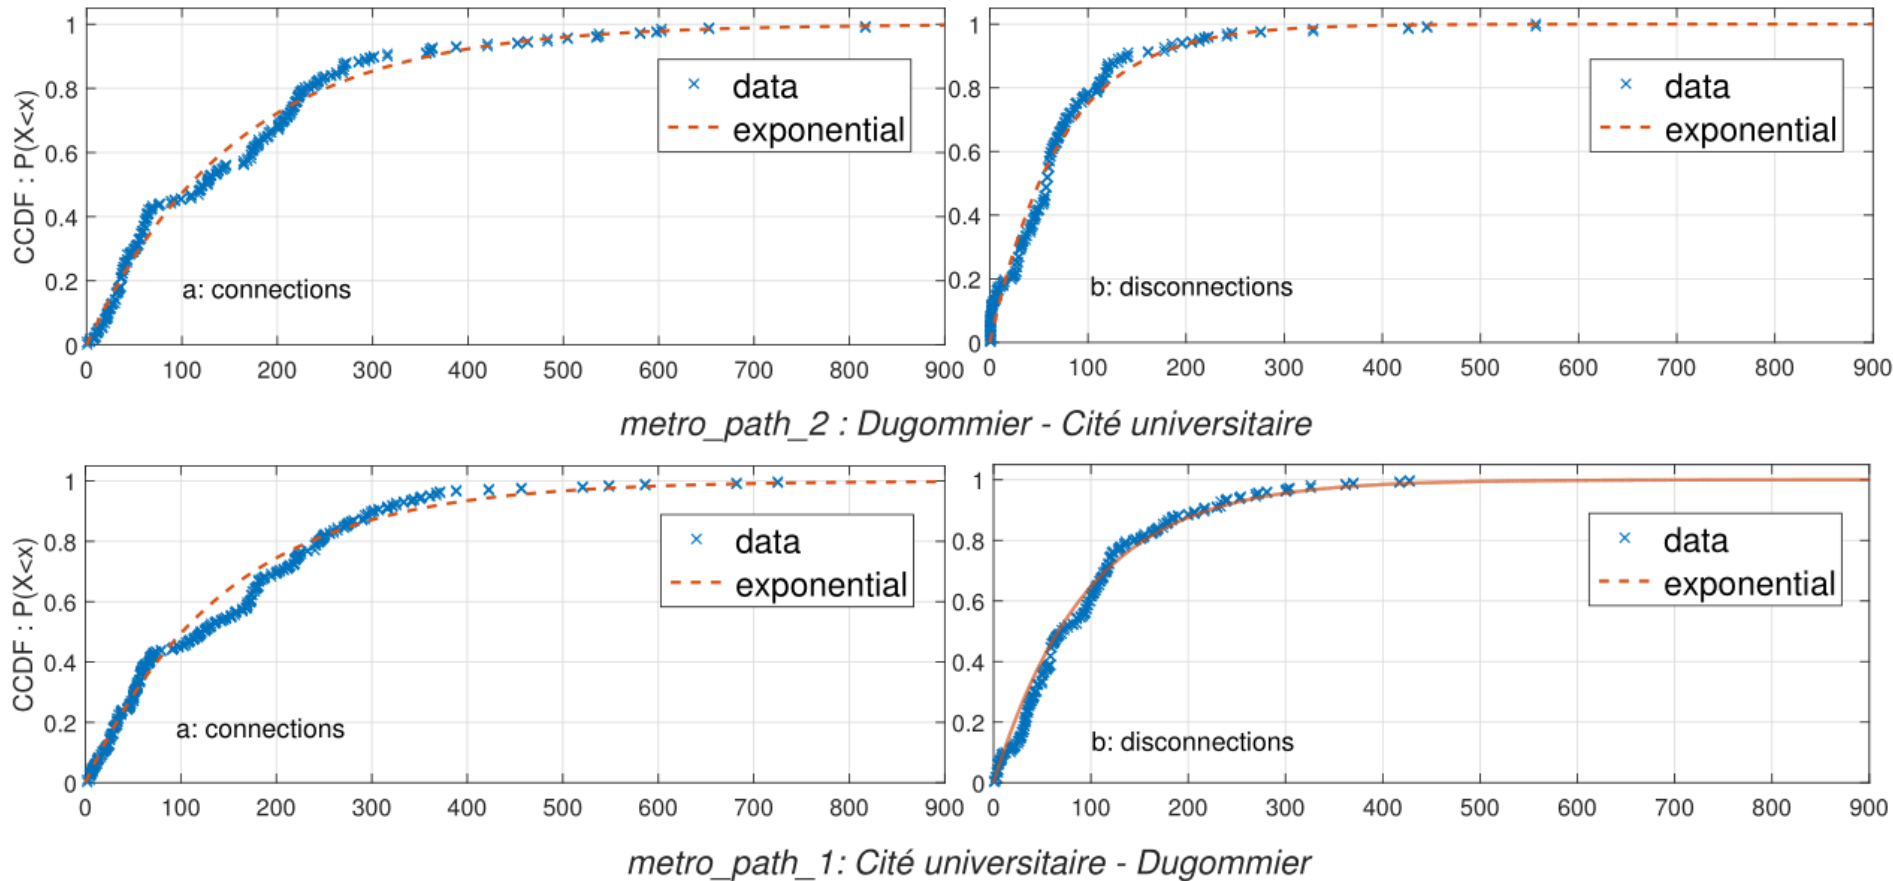 CCDF : P(X<x)
1
0.8
0.6
0.4
0.2
0
0 100 200 300 400 500 600 700 800 900
data
exponential
a: connections
1
0.8
0.6
0.4
0.2
0
0 100 200 300 400 500 600 700 800 900
data
exponential
b: disconnections
metro_path_2 : Dugommier - Cité universitaire
CCDF : P(X<x)
1
0.8
0.6
0.4
0.2
0
0 100 200 300 400 500 600 700 800 900
data
exponential
a: connections
1
0.8
0.6
0.4
0.2
0
0 100 200 300 400 500 600 700 800 900
data
exponential
b: disconnections
metro_path_1: Cité universitaire - Dugommier